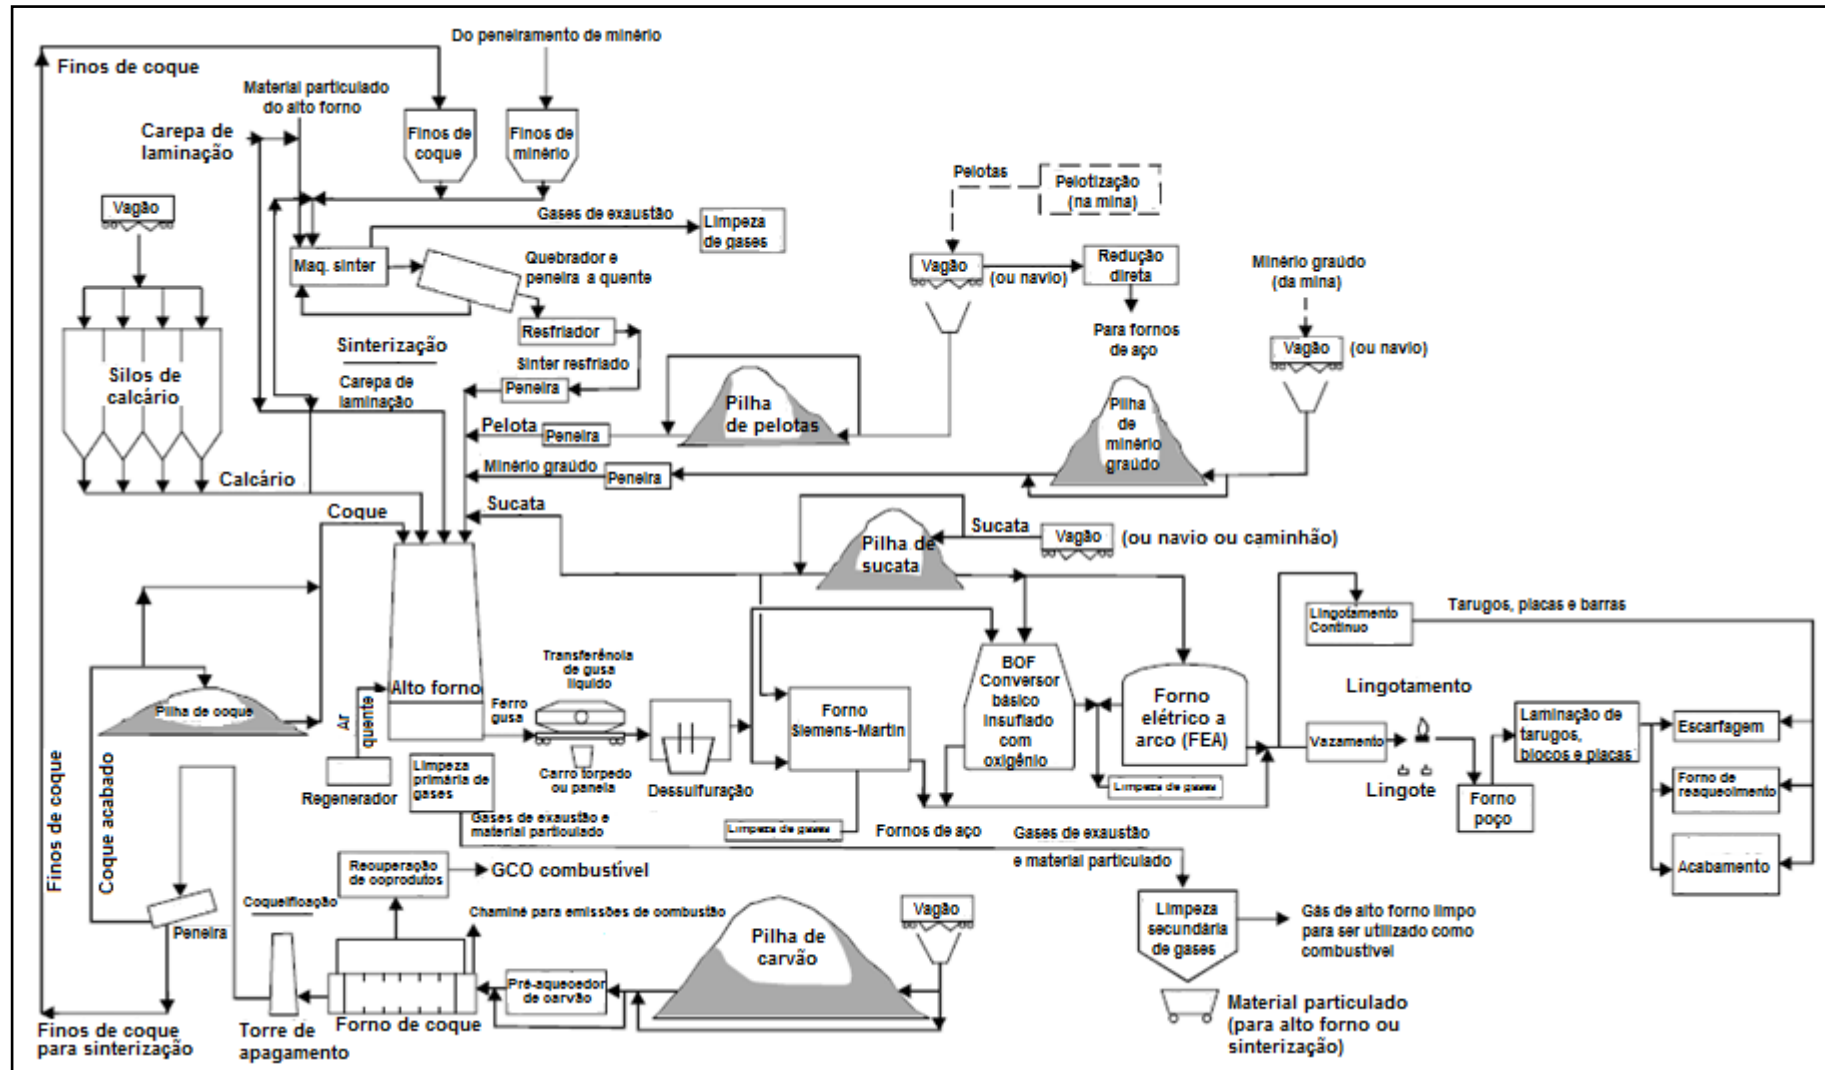 Do peneiramento de minério
Finos de coque
Material particulado
do alto forno
Carepa de
laminação
Finos de
coque
Finos de
minério
Vagão
Gases de exaustão
Limpeza
de gases
Maq. sinter
Quebrador e
peneira a quente
Resfriador
Sinterização
Sinter resfriado
Carepa de
laminação
Peneira
Silos de
calcário
Calcário
Pelotas
Pelotização
(na mina)
Vagão
(ou navio)
Redução
direta
Para fornos
de aço
Minério graúdo
(da mina)
Vagão
(ou navio)
Pilha
de pelotas
Pelota
Peneira
Pilha
de
minério
graúdo
Minério graúdo
Peneira
Coque
Sucata
Pilha de
sucata
Sucata
Vagão
(ou navio ou caminhão)
Alto forno
Pilha de coque
Ar
quente
Regenerador
Ferro
gusa
Transferência
de gusa
líquido
Carro torpedo
ou panela
Dessulfuração
Limpeza
primária de
gases
Gases de exaustão e
material particulado
Forno
Siemens-Martin
Limpeza de gases
BOF
Conversor
básico
insuflado
com
oxigênio
Forno
elétrico a
arco (FEA)
Limpeza de gases
Fornos de aço
Gases de exaustão
e material particulado
Lingotamento
Contínuo
Tarugos, placas e barras
Lingotamento
Vazamento
Lingote
Forno
poço
Laminação de
tarugos,
blocos e placas
Escarfagem
Forno de
reaquecimento
Acabamento
Finos de coque
Coque acabado
Peneira
Finos de coque
para sinterização
Coqueificação
Torre de
apagamento
Recuperação
de coprodutos
GCO combustível
Chaminé para emissões de combustão
Forno de coque
Pré-aquecedor
de carvão
Pilha de
carvão
Vagão
Limpeza
secundária
de gases
Gás de alto forno limpo
para ser utilizado como
combustível
Material particulado
(para alto forno ou
sinterização)